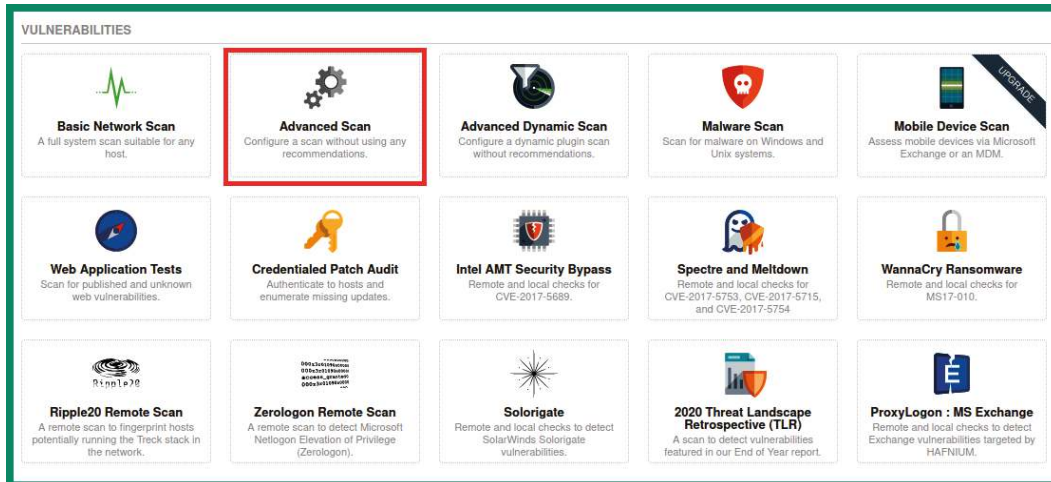 VULNERABILITIES
Basic Network Scan
A full system scan suitable for any
host.
Advanced Scan
Configure a scan without using any
recommendations.
Advanced Dynamic Scan
Configure a dynamic plugin scan
without recommendations.
Malware Scan
Scan for malware on Windows and
Unix systems.
UPGRADE
Mobile Device Scan
Assess mobile devices via Microsoft
Exchange or an MDM.
Web Application Tests
Scan for published and unknown
web vulnerabilities.
Credentialed Patch Audit
Authenticate to hosts and
enumerate missing updates.
Intel AMT Security Bypass
Remote and local checks for
CVE-2017-5689.
Spectre and Meltdown
Remote and local checks for
CVE-2017-5753, CVE-2017-5715,
and CVE-2017-5754
WannaCry Ransomware
Remote and local checks for
MS17-010.
Ripple20
Ripple20 Remote Scan
A remote scan to fingerprint hosts
potentially running the Treck stack in
the network.
Zerologon Remote Scan
A remote scan to detect Microsoft
Netlogon Elevation of Privilege
(Zerologon).
Solorigate
Remote and local checks to detect
SolarWinds Solorigate
vulnerabilities.
2020 Threat Landscape
Retrospective (TLR)
A scan to detect vulnerabilities
featured in our End of Year report.
E
ProxyLogon : MS Exchange
Remote and local checks to detect
Exchange vulnerabilities targeted by
HAFNIUM.